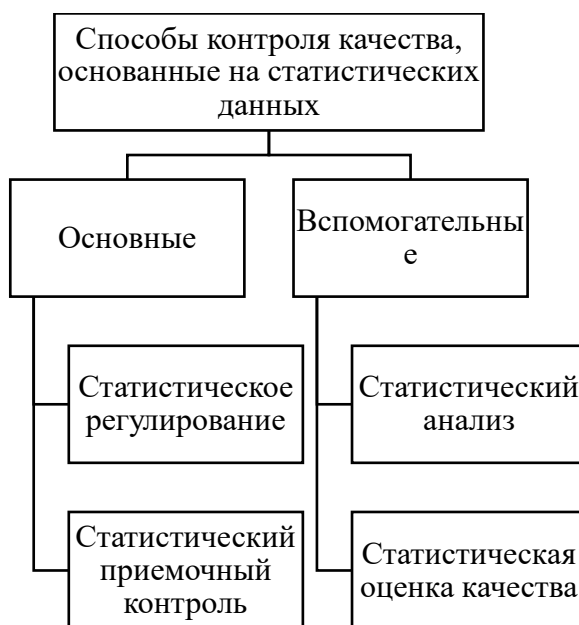 Способы контроля качества,
основанные на статистических
данных
Основные
Вспомогательны
е
Статистическое
регулирование
Статистический
анализ
Статистический
приемочный
контроль
Статистическая
оценка качества